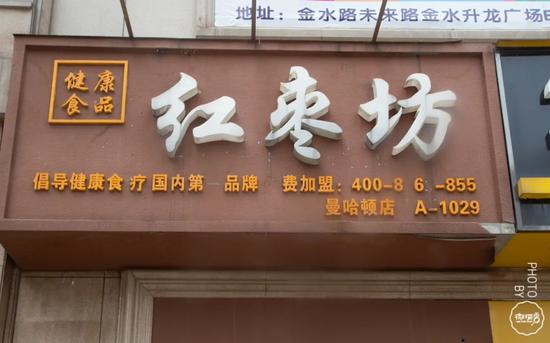 地址：金水路未来路金水升龙广场B
健康
食品
红枣坊
倡导健康食疗国内第一品牌 费加盟：400-8 6 -855
曼哈顿店 A-1029
PHOTO BY